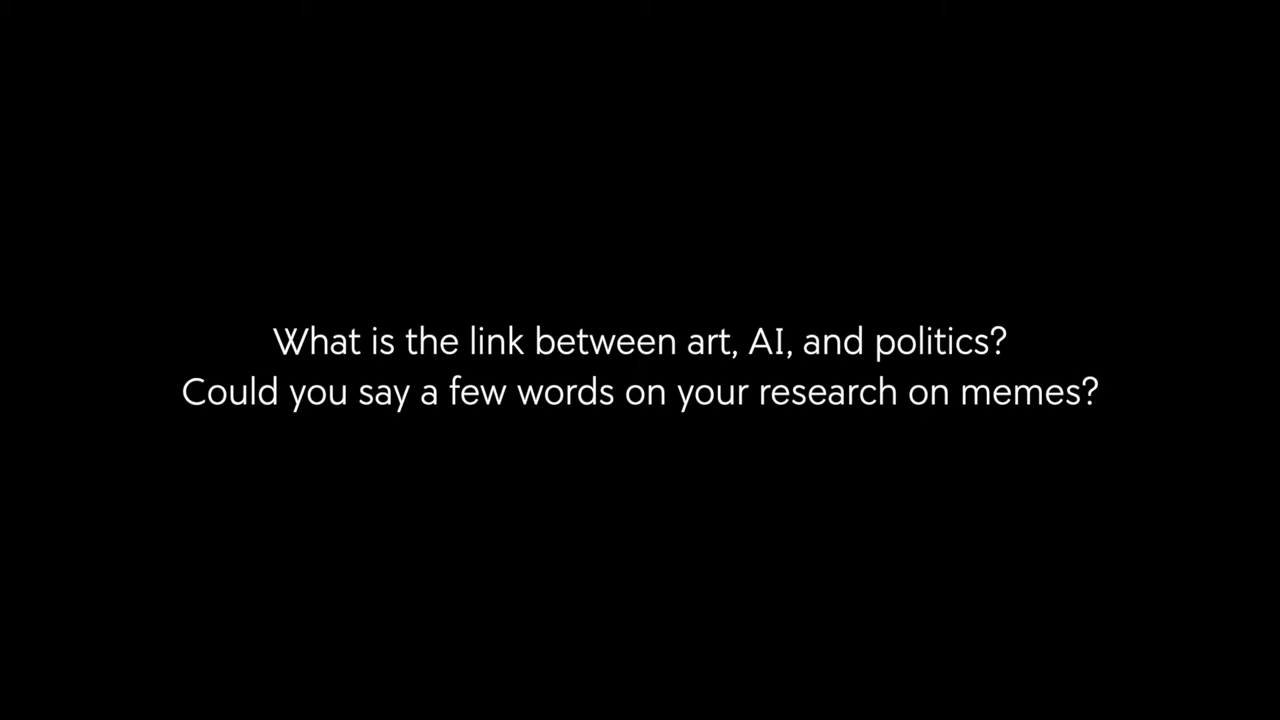 What is the link between art, AI, and politics?
Could you say a few words on your research on memes?